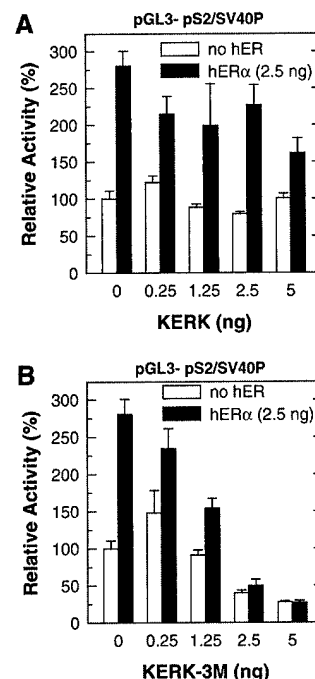 A
pGL3- pS2/SV40P
no hER
hERα (2.5 ng)
Relative Activity (%)
300
250
200
150
100
50
0
0 0.25 1.25 2.5 5
KERK (ng)
B
pGL3- pS2/SV40P
no hER
hERα (2.5 ng)
Relative Activity (%)
300
250
200
150
100
50
0
0 0.25 1.25 2.5 5
KERK-3M (ng)